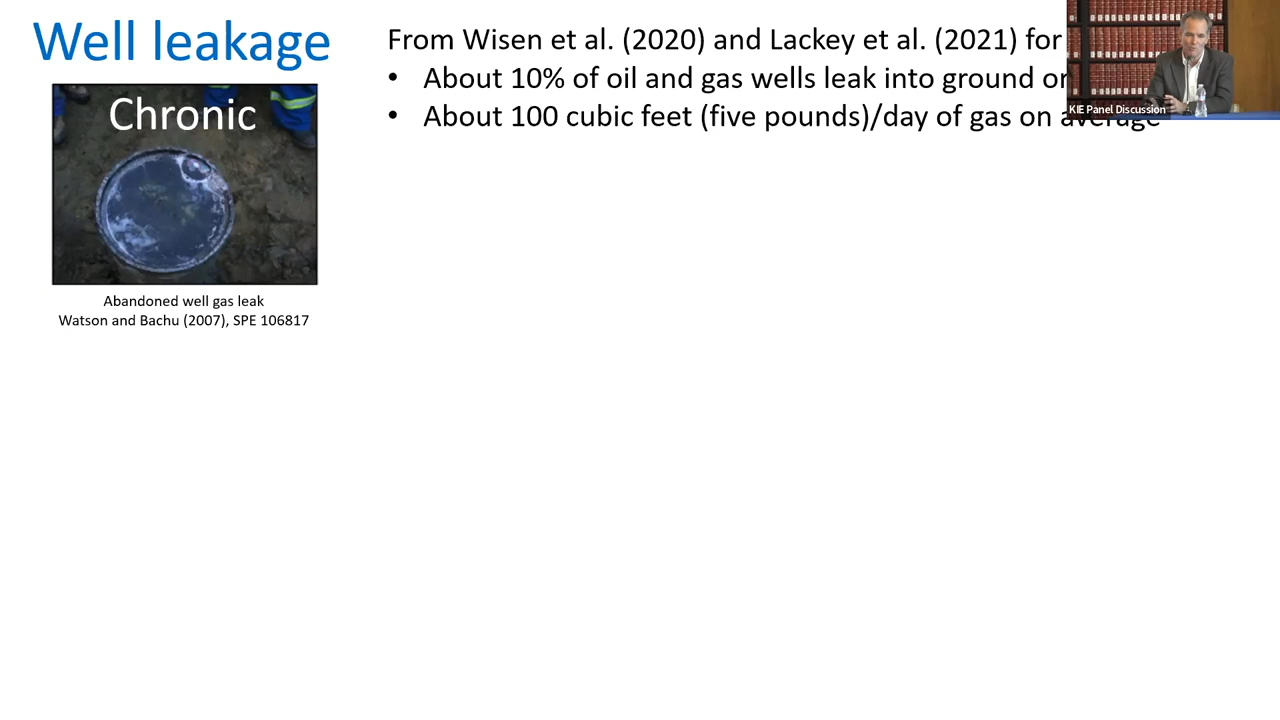 Well leakage
Chronic
Abandoned well gas leak
Watson and Bachu (2007), SPE 106817
From Wisen et al. (2020) and Lackey et al. (2021) for
• About 10% of oil and gas wells leak into ground or
• About 100 cubic feet (five pounds)/day of gas on average
KIE Panel Discussion